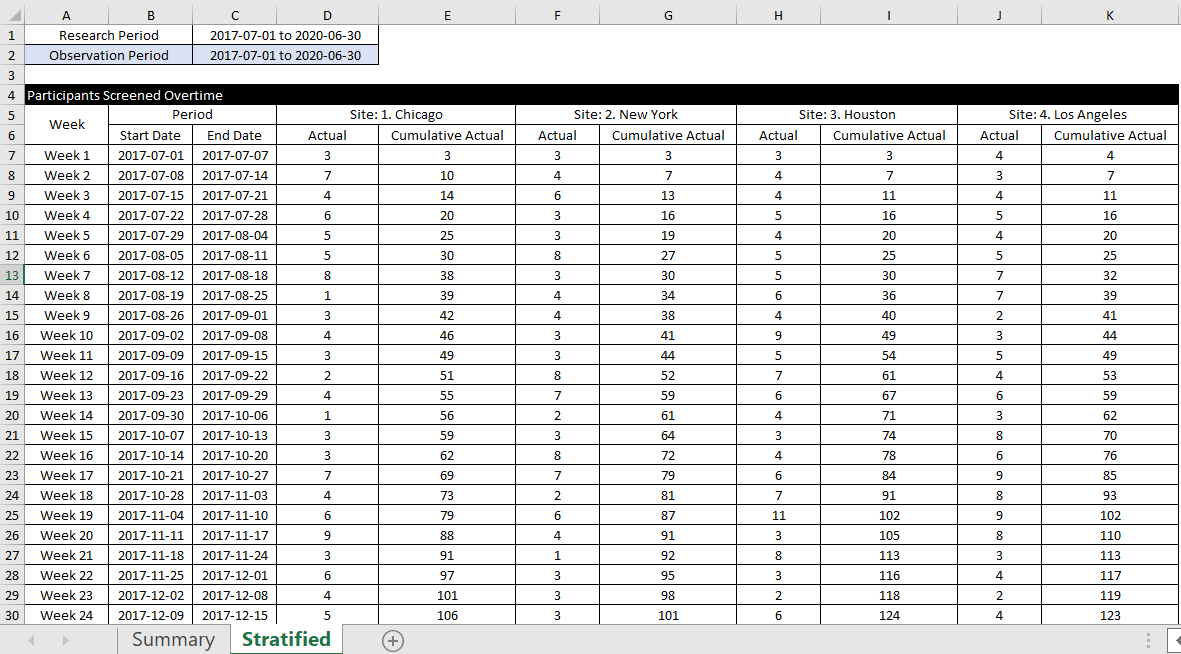 A B C D E F G H I J K
1 Research Period 2017-07-01 to 2020-06-30
2 Observation Period 2017-07-01 to 2020-06-30
3
4 Participants Screened Overtime
5 Week Period Site: 1. Chicago Site: 2. New York Site: 3. Houston Site: 4. Los Angeles
6 Start Date End Date Actual Cumulative Actual Actual Cumulative Actual Actual Cumulative Actual Actual Cumulative Actual
7 Week 1 2017-07-01 2017-07-07 3 3 3 3 3 3 4 4
8 Week 2 2017-07-08 2017-07-14 7 10 4 7 4 7 3 7
9 Week 3 2017-07-15 2017-07-21 4 14 6 13 4 11 4 11
10 Week 4 2017-07-22 2017-07-28 6 20 3 16 5 16 5 16
11 Week 5 2017-07-29 2017-08-04 5 25 3 19 4 20 4 20
12 Week 6 2017-08-05 2017-08-11 5 30 8 27 5 25 5 25
13 Week 7 2017-08-12 2017-08-18 8 38 3 30 5 30 7 32
14 Week 8 2017-08-19 2017-08-25 1 39 4 34 6 36 7 39
15 Week 9 2017-08-26 2017-09-01 3 42 4 38 4 40 2 41
16 Week 10 2017-09-02 2017-09-08 4 46 3 41 9 49 3 44
17 Week 11 2017-09-09 2017-09-15 3 49 3 44 5 54 5 49
18 Week 12 2017-09-16 2017-09-22 2 51 8 52 7 61 4 53
19 Week 13 2017-09-23 2017-09-29 4 55 7 59 6 67 6 59
20 Week 14 2017-09-30 2017-10-06 1 56 2 61 4 71 3 62
21 Week 15 2017-10-07 2017-10-13 3 59 3 64 3 74 8 70
22 Week 16 2017-10-14 2017-10-20 3 62 8 72 4 78 6 76
23 Week 17 2017-10-21 2017-10-27 7 69 7 79 6 84 9 85
24 Week 18 2017-10-28 2017-11-03 4 73 2 81 7 91 8 93
25 Week 19 2017-11-04 2017-11-10 6 79 6 87 11 102 9 102
26 Week 20 2017-11-11 2017-11-17 9 88 4 91 3 105 8 110
27 Week 21 2017-11-18 2017-11-24 3 91 1 92 8 113 3 113
28 Week 22 2017-11-25 2017-12-01 6 97 3 95 3 116 4 117
29 Week 23 2017-12-02 2017-12-08 4 101 3 98 2 118 2 119
30 Week 24 2017-12-09 2017-12-15 5 106 3 101 6 124 4 123
Summary Stratified